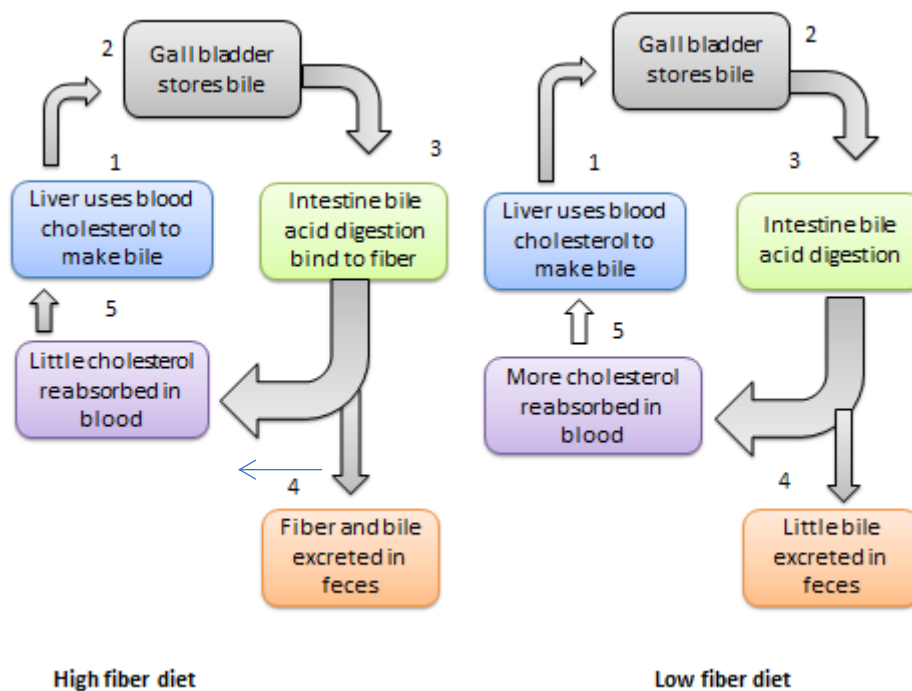 2
Gall bladder
stores bile
1
3
Liver uses blood
cholesterol to
make bile
Intestine bile
acid digestion
bind to fiber
5
Little cholesterol
reabsorbed in
blood
4
Fiber and bile
excreted in
feces
High fiber diet
2
Gall bladder
stores bile
1
3
Liver uses blood
cholesterol to
make bile
Intestine bile
acid digestion
5
More cholesterol
reabsorbed in
blood
4
Little bile
excreted in
feces
Low fiber diet